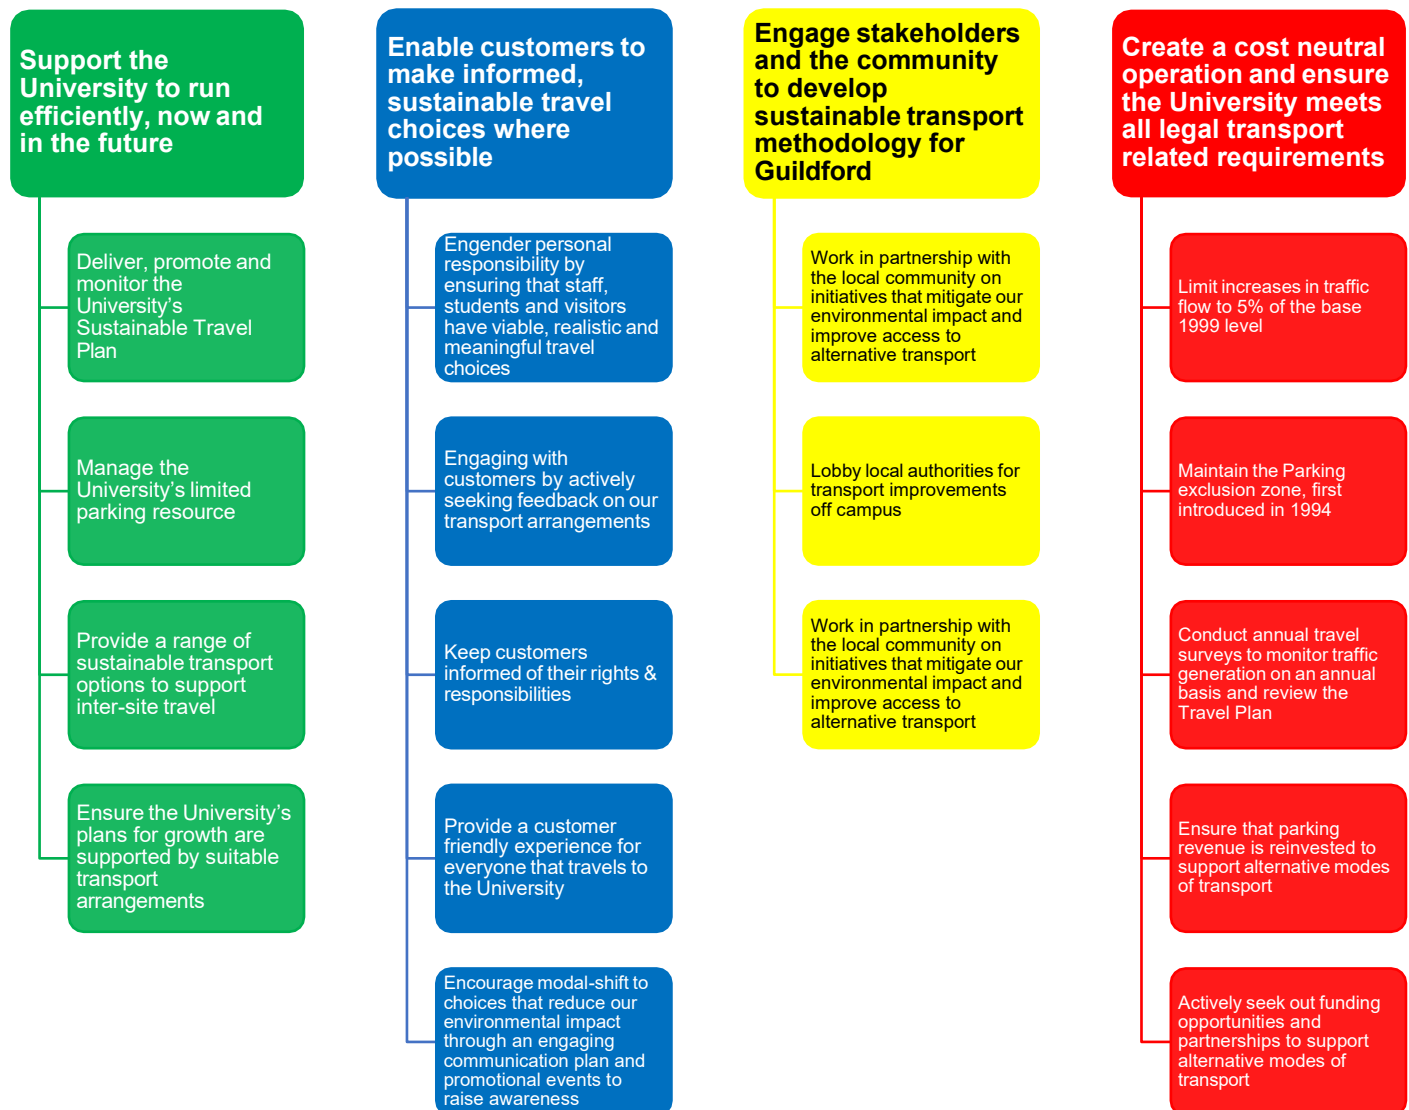 Support the
University to run
efficiently, now and
in the future
Deliver, promote and
monitor the
University’s
Sustainable Travel
Plan
Manage the
University’s limited
parking resource
Provide a range of
sustainable transport
options to support
inter-site travel
Ensure the University’s
plans for growth are
supported by suitable
transport
arrangements
Enable customers to
make informed,
sustainable travel
choices where
possible
Engender personal
responsibility by
ensuring that staff,
students and visitors
have viable, realistic and
meaningful travel
choices
Engaging with
customers by actively
seeking feedback on our
transport arrangements
Keep customers
informed of their rights &
responsibilities
Provide a customer
friendly experience for
everyone that travels to
the University
Encourage modal-shift to
choices that reduce our
environmental impact
through an engaging
communication plan and
promotional events to
raise awareness
Engage stakeholders
and the community
to develop
sustainable transport
methodology for
Guildford
Work in partnership with
the local community on
initiatives that mitigate our
environmental impact and
improve access to
alternative transport
Lobby local authorities for
transport improvements
off campus
Work in partnership with
the local community on
initiatives that mitigate our
environmental impact and
improve access to
alternative transport
Create a cost neutral
operation and ensure
the University meets
all legal transport
related requirements
Limit increases in traffic
flow to 5% of the base
1999 level
Maintain the Parking
exclusion zone, first
introduced in 1994
Conduct annual travel
surveys to monitor traffic
generation on an annual
basis and review the
Travel Plan
Ensure that parking
revenue is reinvested to
support alternative modes
of transport
Actively seek out funding
opportunities and
partnerships to support
alternative modes of
transport